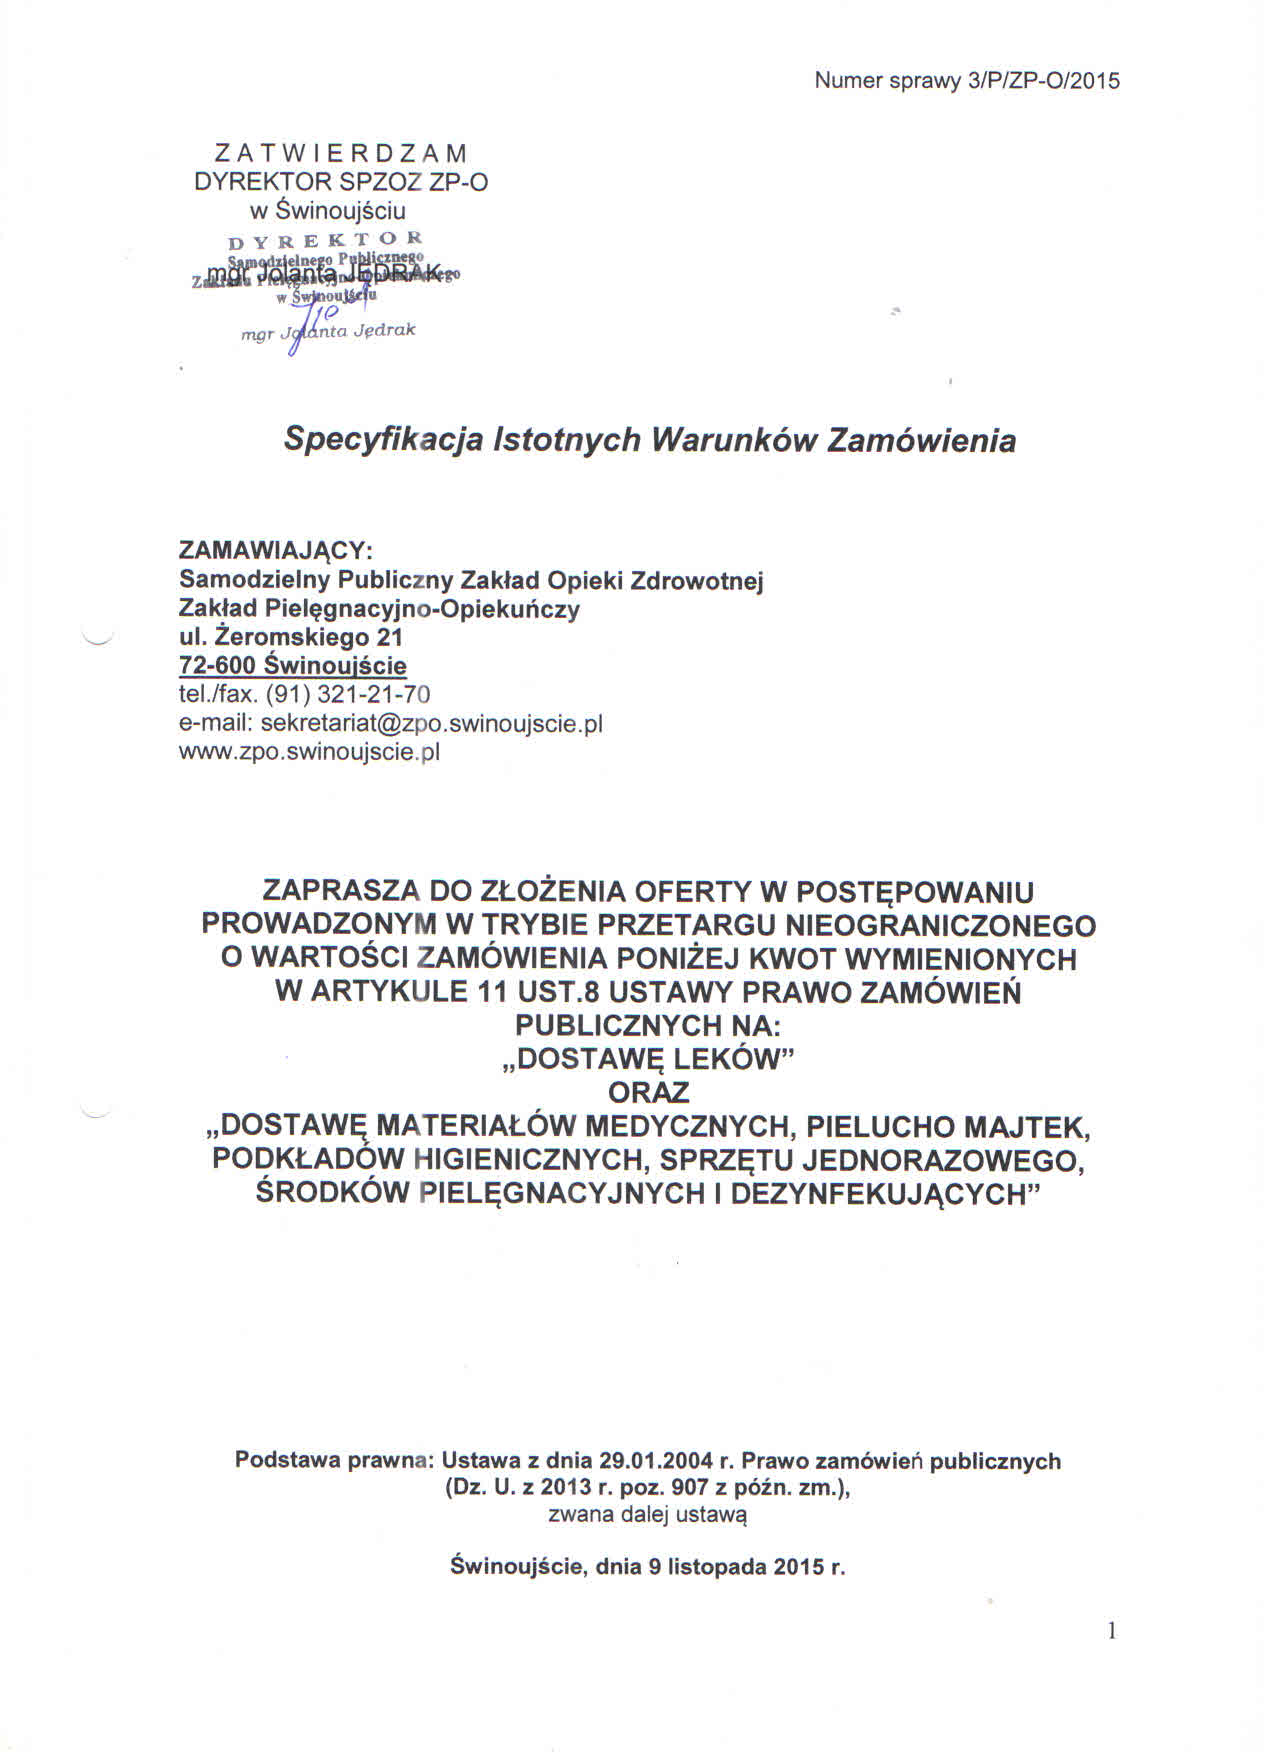 Numer sprawy 3/P/ZP-O/2015
Z A T W I E R D Z A M
DYREKTOR SPZOZ ZP-O
w Świnoujściu
D Y R E K T O R
Samodzielnego Publicznego
mgr Jolanta JĘDRAK
Zakładu Pielęgnacyjno-Opiekuńczego
w Świnoujściu
mgr Jolanta Jędrak
Specyfikacja Istotnych Warunków Zamówienia
ZAMAWIAJĄCY:
Samodzielny Publiczny Zakład Opieki Zdrowotnej
Zakład Pielęgnacyjno-Opiekuńczy
ul. Żeromskiego 21
72-600 Świnoujście
tel./fax. (91) 321-21-70
e-mail: sekretariat@zpo.swinoujscie.pl
www.zpo.swinoujscie.pl
ZAPRASZA DO ZŁOŻENIA OFERTY W POSTĘPOWANIU
PROWADZONYM W TRYBIE PRZETARGU NIEOGRANICZONEGO
O WARTOŚCI ZAMÓWIENIA PONIŻEJ KWOT WYMIENIONYCH
W ARTYKULE 11 UST.8 USTAWY PRAWO ZAMÓWIEŃ
PUBLICZNYCH NA:
„DOSTAWĘ LEKÓW”
ORAZ
„DOSTAWĘ MATERIAŁÓW MEDYCZNYCH, PIELUCHO MAJTEK,
PODKŁADÓW HIGIENICZNYCH, SPRZĘTU JEDNORAZOWEGO,
ŚRODKÓW PIELĘGNACYJNYCH I DEZYNFEKUJĄCYCH”
Podstawa prawna: Ustawa z dnia 29.01.2004 r. Prawo zamówień publicznych
(Dz. U. z 2013 r. poz. 907 z późn. zm.),
zwana dalej ustawą
Świnoujście, dnia 9 listopada 2015 r.
1